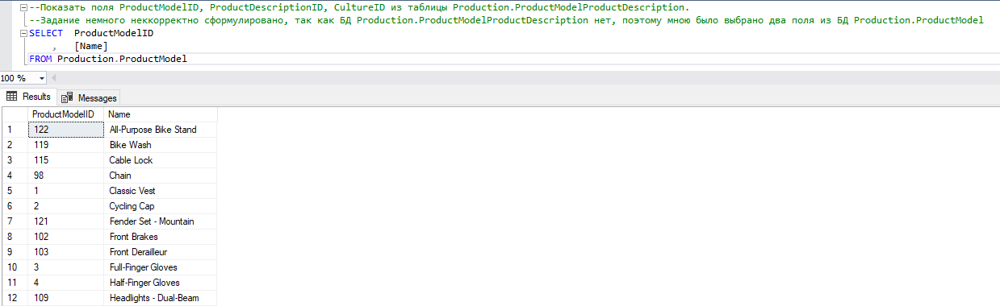 --Показать поля ProductModelID, ProductDescriptionID, CultureID из таблицы Production.ProductModelProductDescription.
--Задание немного неккорректно сформулировано, так как БД Production.ProductModelProductDescription нет, поэтому мною было выбрано два поля из БД Production.ProductModel
SELECT ProductModelID
, [Name]
FROM Production.ProductModel
100 %
Results Messages
ProductModelID Name
1 122 All-Purpose Bike Stand
2 119 Bike Wash
3 115 Cable Lock
4 98 Chain
5 1 Classic Vest
6 2 Cycling Cap
7 121 Fender Set - Mountain
8 102 Front Brakes
9 103 Front Derailleur
10 3 Full-Finger Gloves
11 4 Half-Finger Gloves
12 109 Headlights - Dual-Beam